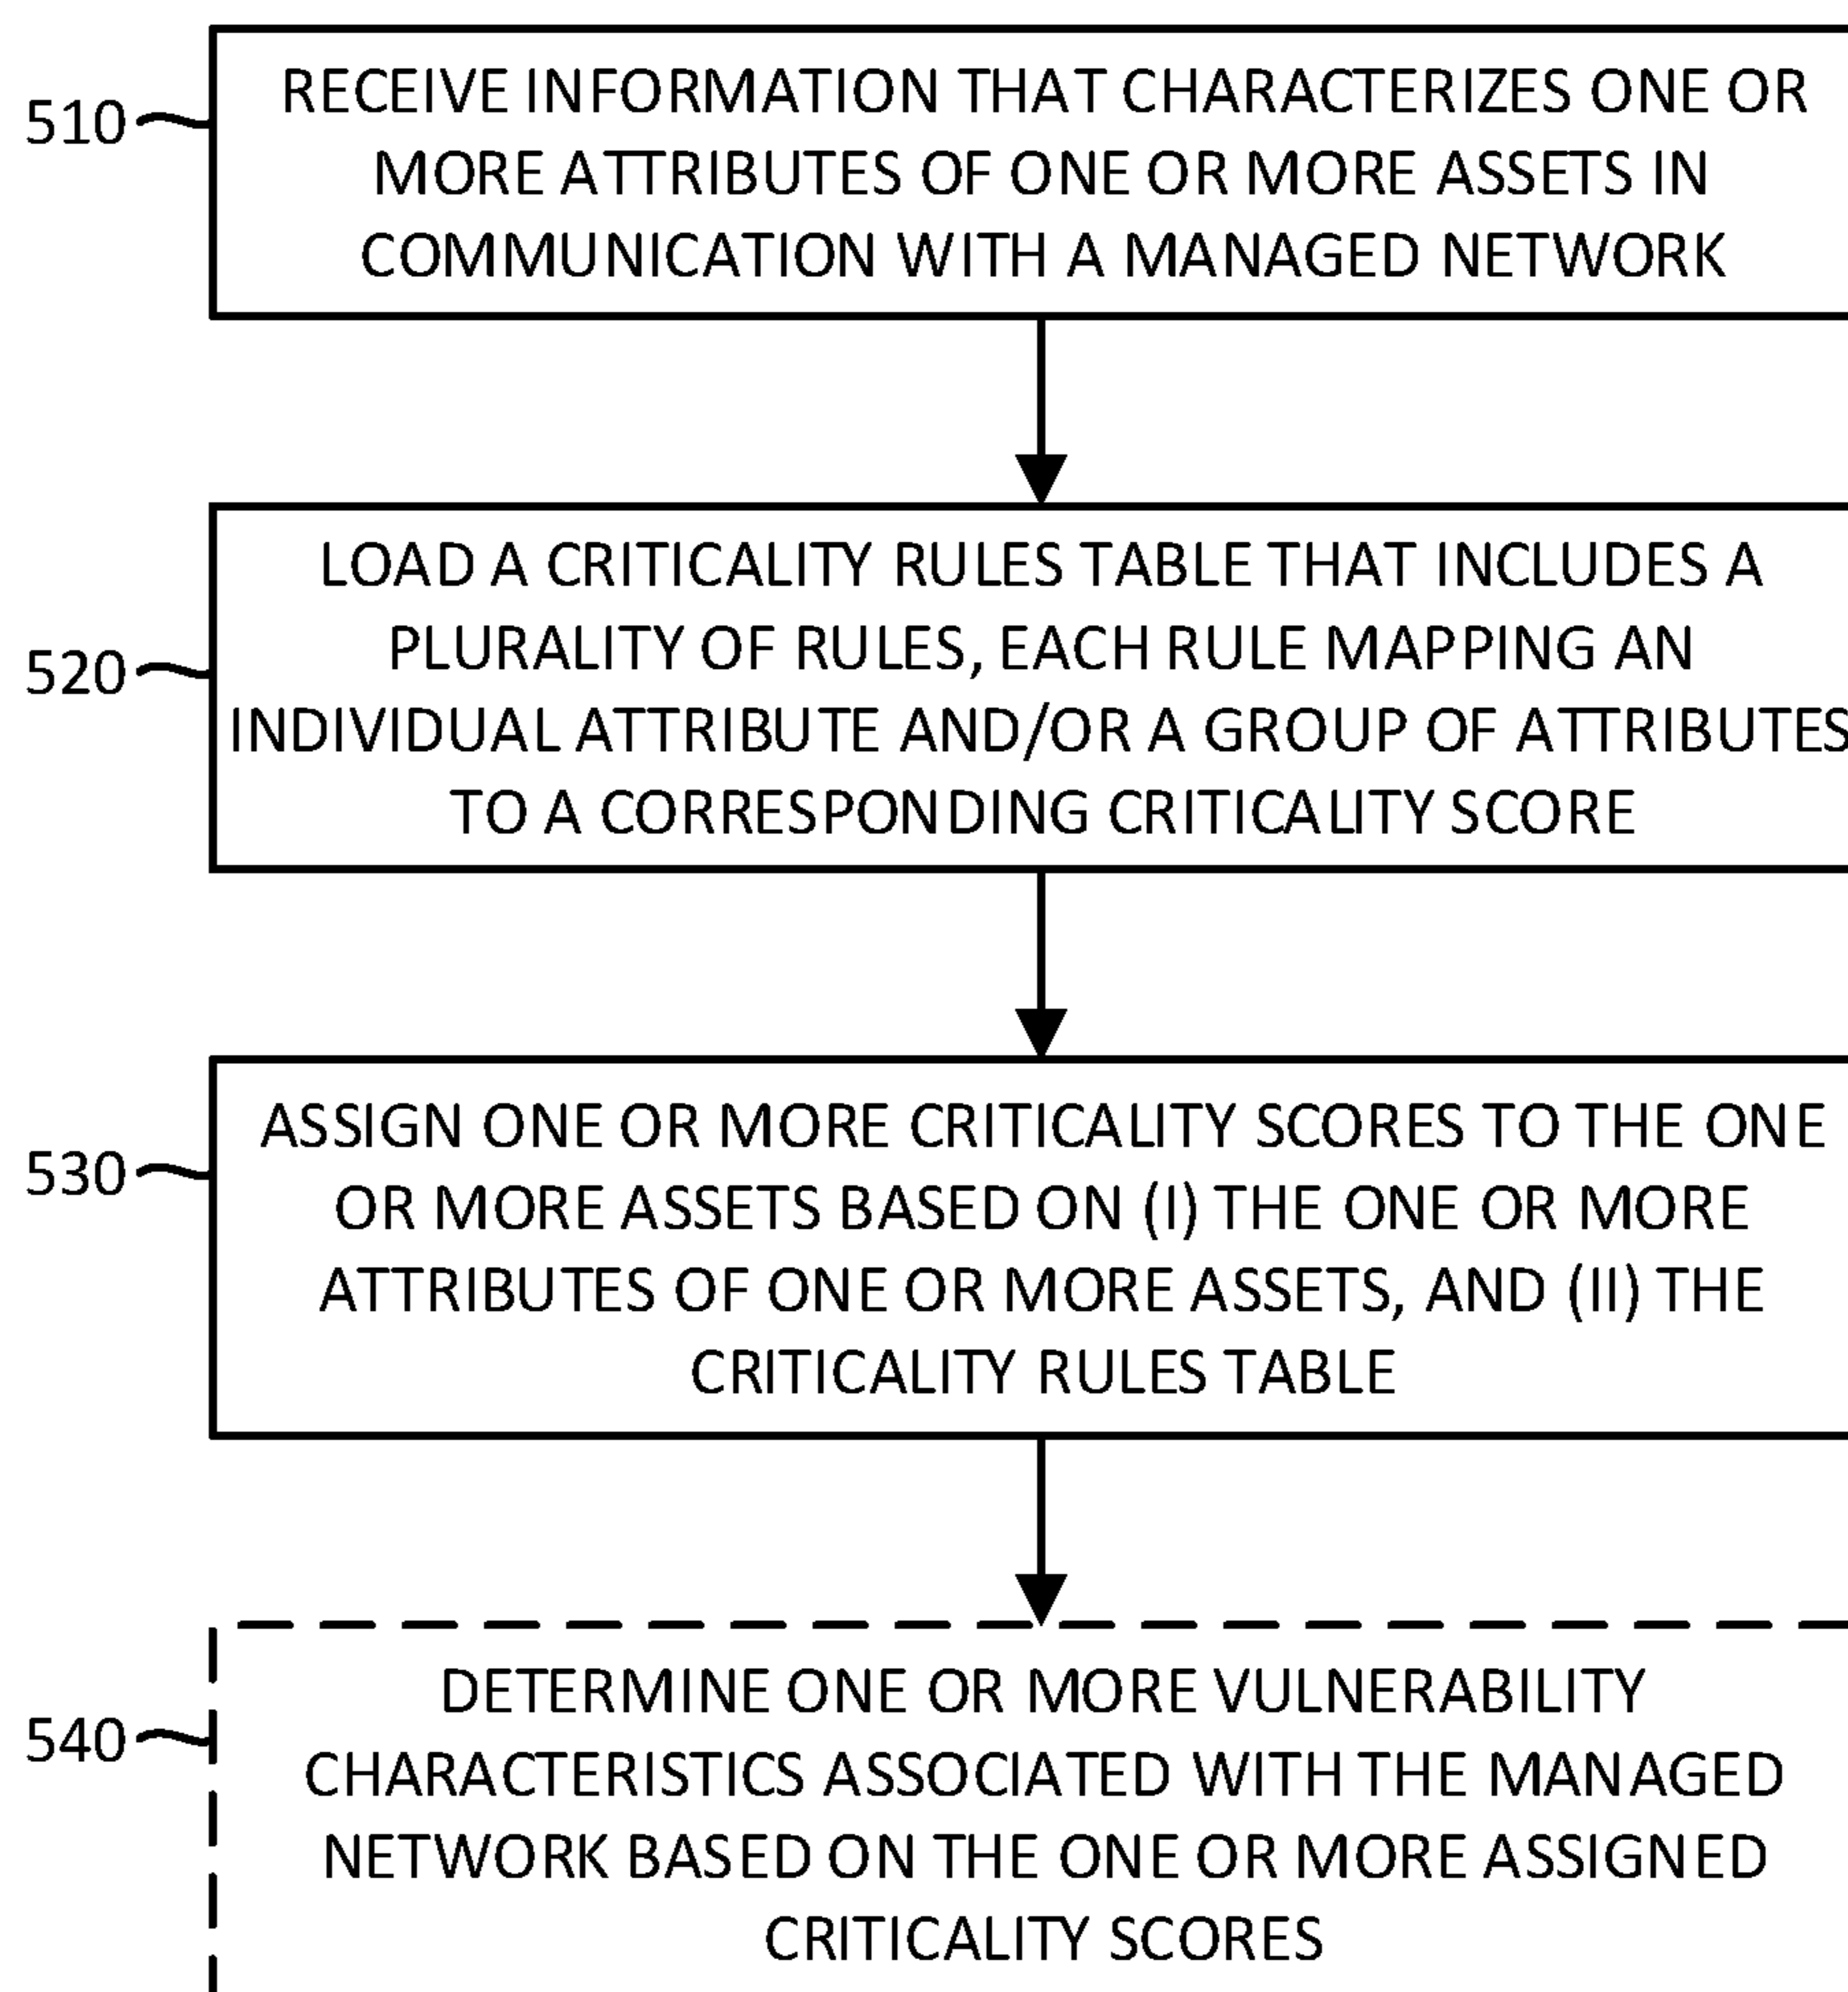 RECEIVE INFORMATION THAT CHARACTERIZES ONE OR
510
MORE ATTRIBUTES OF ONE OR MORE ASSETS IN
COMMUNICATION WITH A MANAGED NETWORK
LOAD A CRITICALITY RULES TABLE THAT INCLUDES A
PLURALITY OF RULES, EACH RULE MAPPING AN
520
INDIVIDUAL ATTRIBUTE AND/OR A GROUP OF ATTRIBUTES
TO A CORRESPONDING CRITICALITY SCORE
ASSIGN ONE OR MORE CRITICALITY SCORES TO THE ONE
530
OR MORE ASSETS BASED ON (I) THE ONE OR MORE
ATTRIBUTES OF ONE OR MORE ASSETS, AND (II) THE
CRITICALITY RULES TABLE
DETERMINE ONE OR MORE VULNERABILITY
540
CHARACTERISTICS ASSOCIATED WITH THE MANAGED
NETWORK BASED ON THE ONE OR MORE ASSIGNED
CRITICALITY SCORES